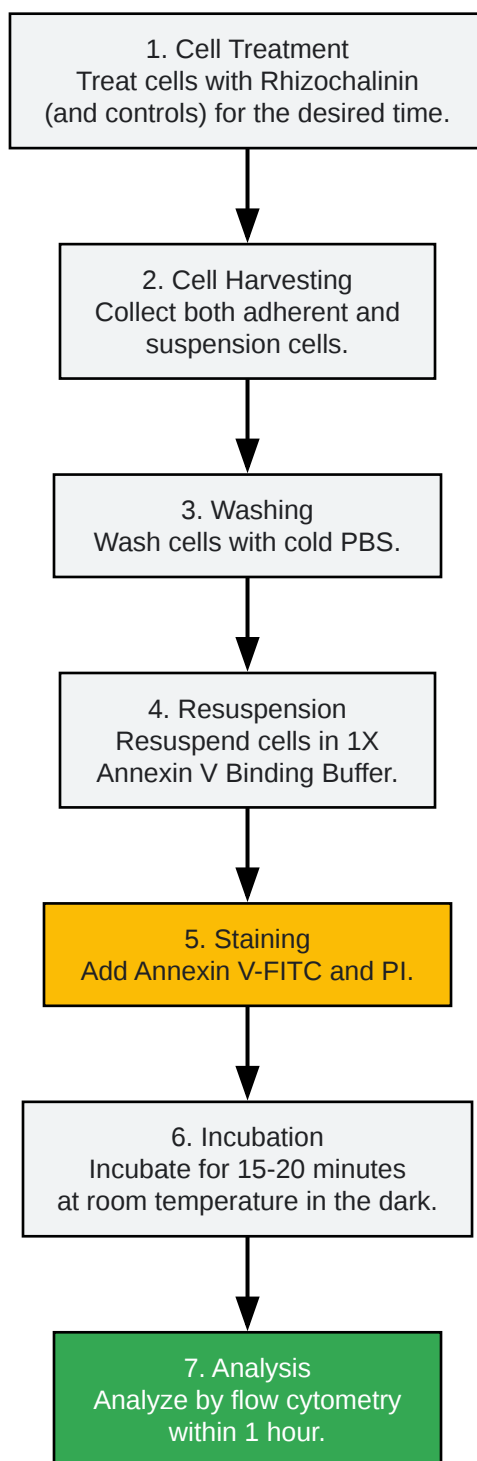 1. Cell Treatment
Treat cells with Rhizochalinin
(and controls) for the desired time.
2. Cell Harvesting
Collect both adherent and
suspension cells.
3. Washing
Wash cells with cold PBS.
4. Resuspension
Resuspend cells in 1X
Annexin V Binding Buffer.
5. Staining
Add Annexin V-FITC and PI.
6. Incubation
Incubate for 15-20 minutes
at room temperature in the dark.
7. Analysis
Analyze by flow cytometry
within 1 hour.